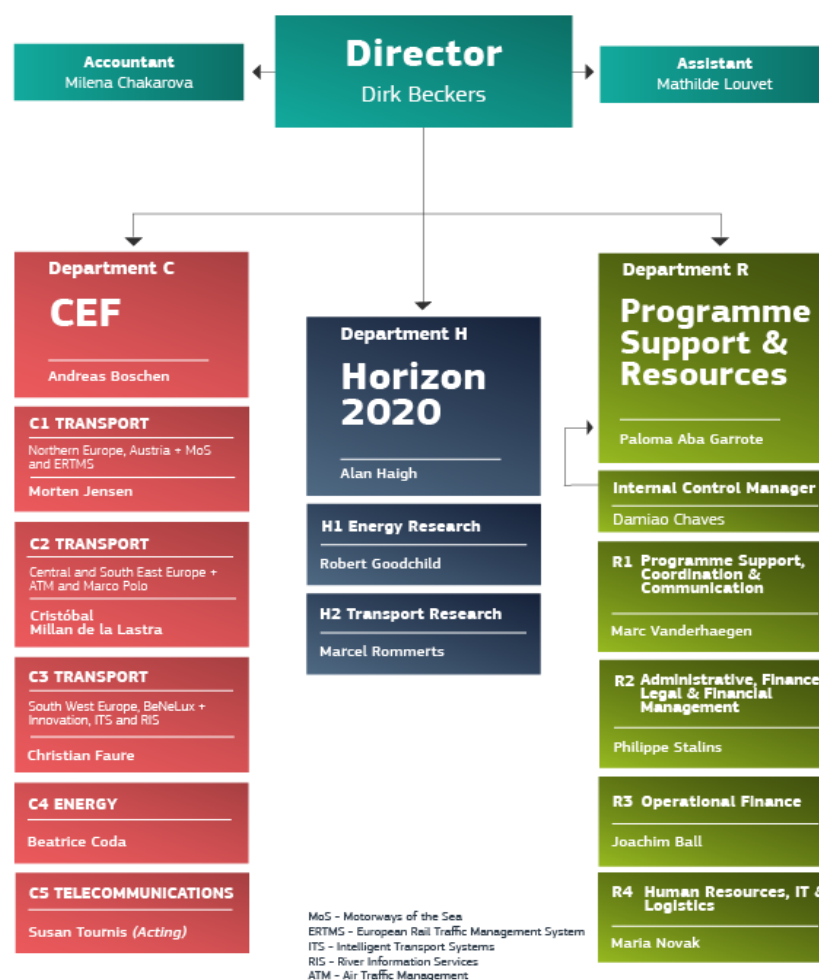 Director
Dirk Beckers
Accountant
Milena Chakarova
Assistant
Mathilde Louvet
Department C
CEF
Andreas Boschen
C1 TRANSPORT
Northern Europe, Austria + MoS
and ERTMS
Morten Jensen
C2 TRANSPORT
Central and South East Europe +
ATM and Marco Polo
Cristóbal
Millan de la Lastra
C3 TRANSPORT
South West Europe, BeNeLux +
Innovation, ITS and RIS
Christian Faure
C4 ENERGY
Beatrice Coda
C5 TELECOMMUNICATIONS
Susan Tournis (Acting)
Department H
Horizon
2020
Alan Haigh
H1 Energy Research
Robert Goodchild
H2 Transport Research
Marcel Rommerts
Department R
Programme
Support &
Resources
Paloma Aba Garrote
Internal Control Manager
Damiao Chaves
R1 Programme Support,
Coordination &
Communication
Marc Vanderhaegen
R2 Administrative, Finance
Legal & Financial
Management
Philippe Stalins
R3 Operational Finance
Joachim Ball
R4 Human Resources, IT &
Logistics
Maria Novak
MoS - Motorways of the Sea
ERTMS - European Rail Traffic Management System
ITS - Intelligent Transport Systems
RIS - River Information Services
ATM - Air Traffic Management